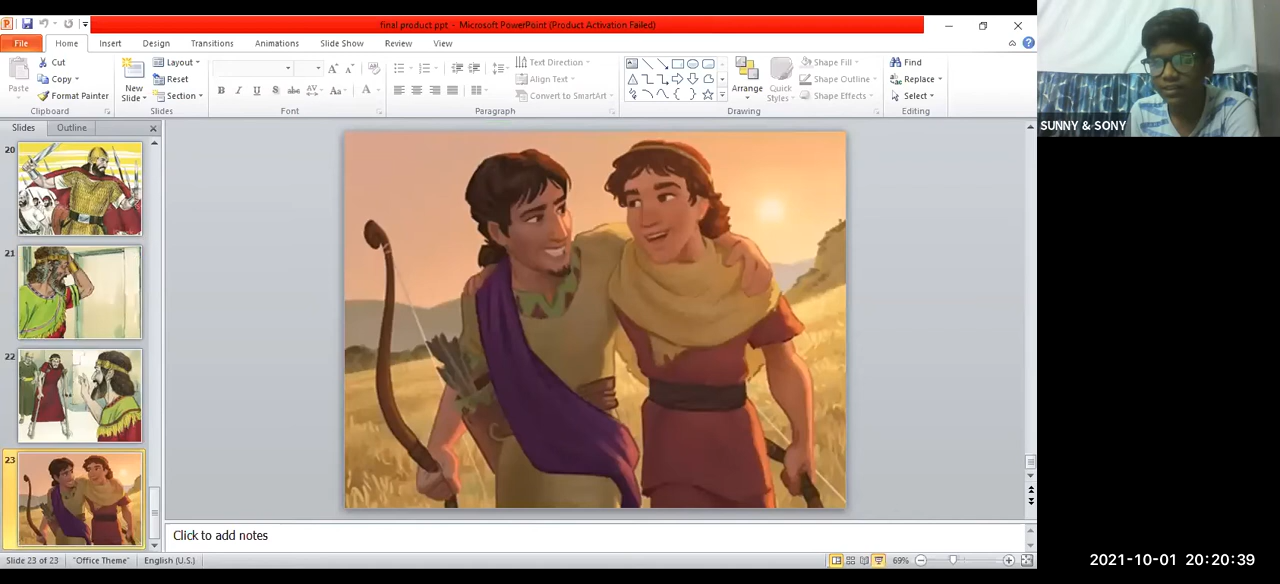 final product ppt - Microsoft PowerPoint (Product Activation Failed)
File Home Insert Design Transitions Animations Slide Show Review View
Paste
Cut
Copy
Format Painter
Clipboard
New Slide
Layout
Reset
Section
Slides
B I U S abc AV Aa A
Font
Text Direction
Align Text
Convert to SmartArt
Paragraph
Arrange
Quick Styles
Shape Fill
Shape Outline
Shape Effects
Drawing
Find
Replace
Select
Editing
Slides Outline
20
21
22
23
Click to add notes
Slide 23 of 23 "Office Theme" English (U.S.) 69%
SUNNY & SONY
2021-10-01 20:20:39